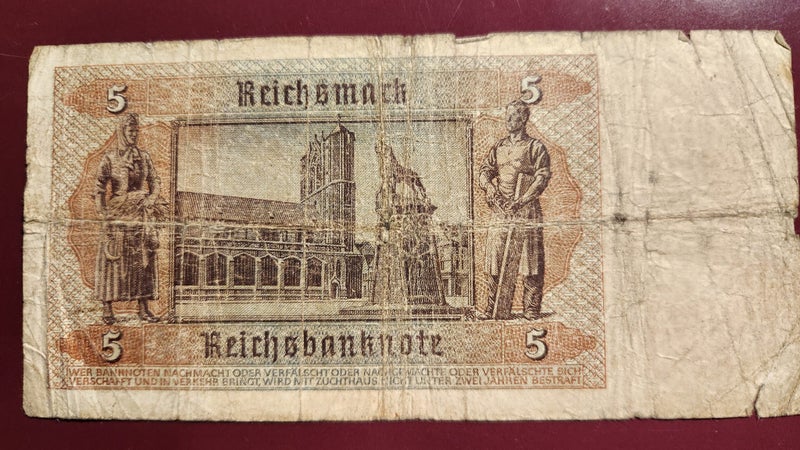 5 Reichsmark 5
5 Reichsbanknote 5
WER BANKNOTEN NACHMACHT ODER VERFÄLSCHT ODER NACHGEMACHTE ODER VERFÄLSCHTE SICH
VERSCHAFFT UND IN VERKEHR BRINGT, WIRD MIT ZUCHTHAUS NICHT UNTER ZWEI JAHREN BESTRAFT